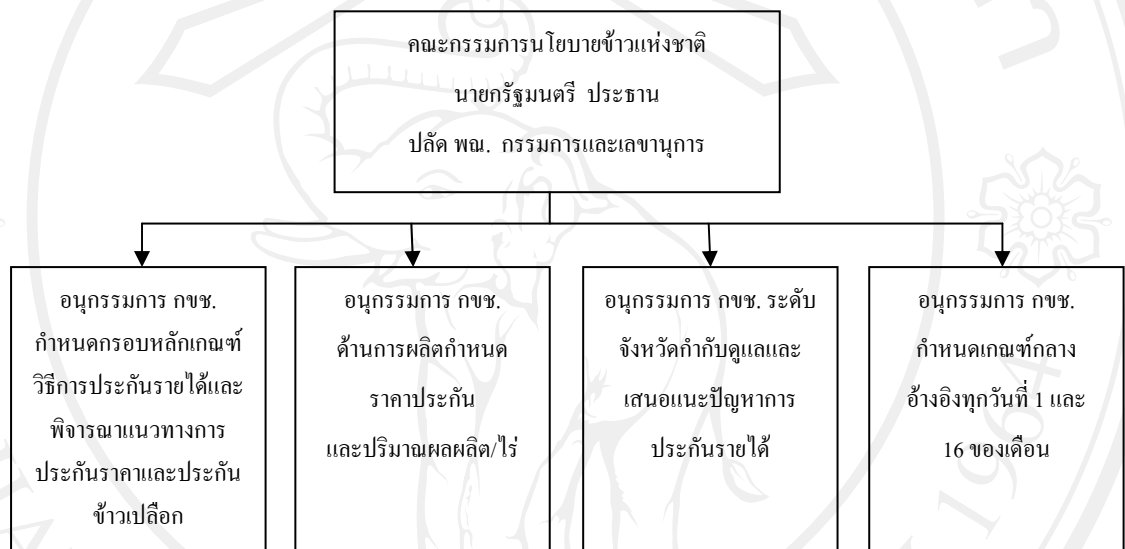 คณะกรรมการนโยบายข้าวแห่งชาติ
นายกรัฐมนตรี ประธาน
ปลัด พณ. กรรมการและเลขานุการ
อนุกรรมการ กขช.
กำหนดกรอบหลักเกณฑ์
วิธีการประกันรายได้และ
พิจารณาแนวทางการ
ประกันราคาและประกัน
ข้าวเปลือก
อนุกรรมการ กขช.
ด้านการผลิตกำหนด
ราคาประกัน
และปริมาณผลผลิต/ไร่
อนุกรรมการ กขช. ระดับ
จังหวัดกำกับดูแลและ
เสนอแนะปัญหาการ
ประกันรายได้
อนุกรรมการ กขช.
กำหนดเกณฑ์กลาง
อ้างอิงทุกวันที่ 1 และ
16 ของเดือน
1964